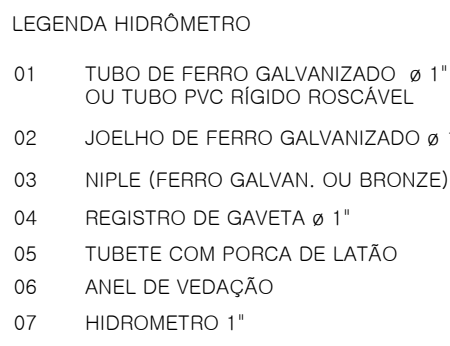 LEGENDA HIDRÔMETRO
01 TUBO DE FERRO GALVANIZADO ø 1"
OU TUBO PVC RÍGIDO ROSCÁVEL
02 JOELHO DE FERRO GALVANIZADO ø
03 NIPLE (FERRO GALVAN. OU BRONZE)
04 REGISTRO DE GAVETA ø 1"
05 TUBETE COM PORCA DE LATÃO
06 ANEL DE VEDAÇÃO
07 HIDROMETRO 1"